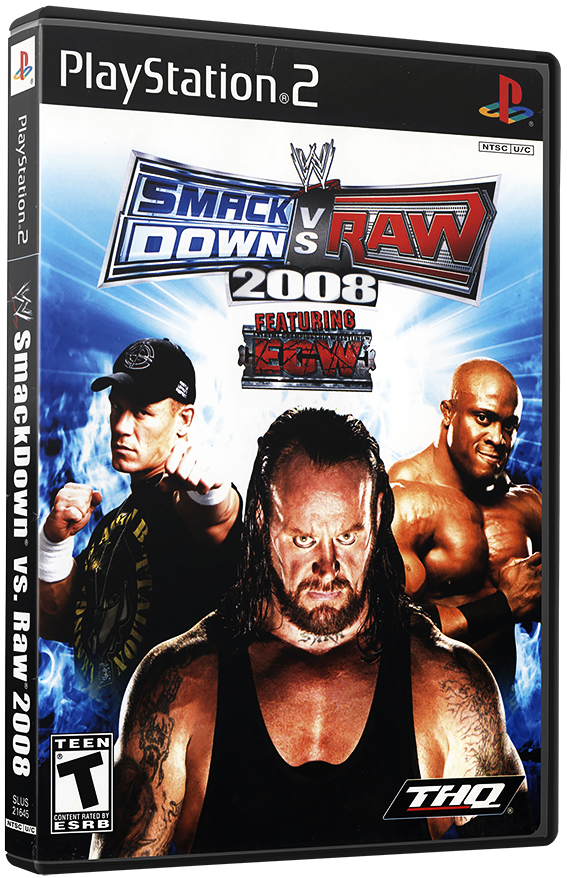 PlayStation®2
NTSC U/C
W
SMACK
DOWN
VS
RAW
2008
FEATURING
ECW
TEEN
T
CONTENT RATED BY
ESRB
THQ®
PlayStation®2
W SmackDown® vs. Raw® 2008
SLUS
21645
NTSC U/C